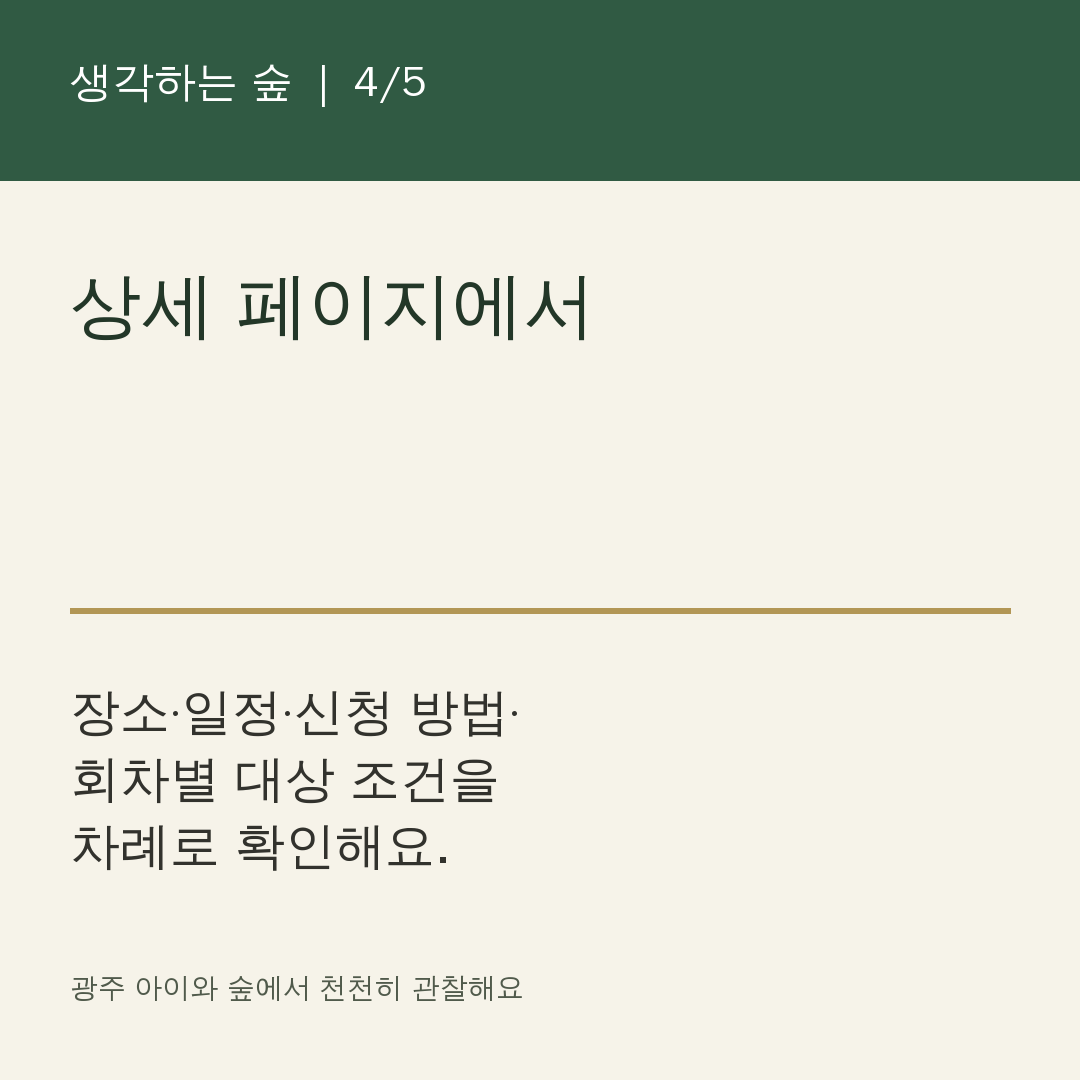 생각하는 숲 | 4/5
상세 페이지에서
장소·일정·신청 방법·
회차별 대상 조건을
차례로 확인해요.
광주 아이와 숲에서 천천히 관찰해요